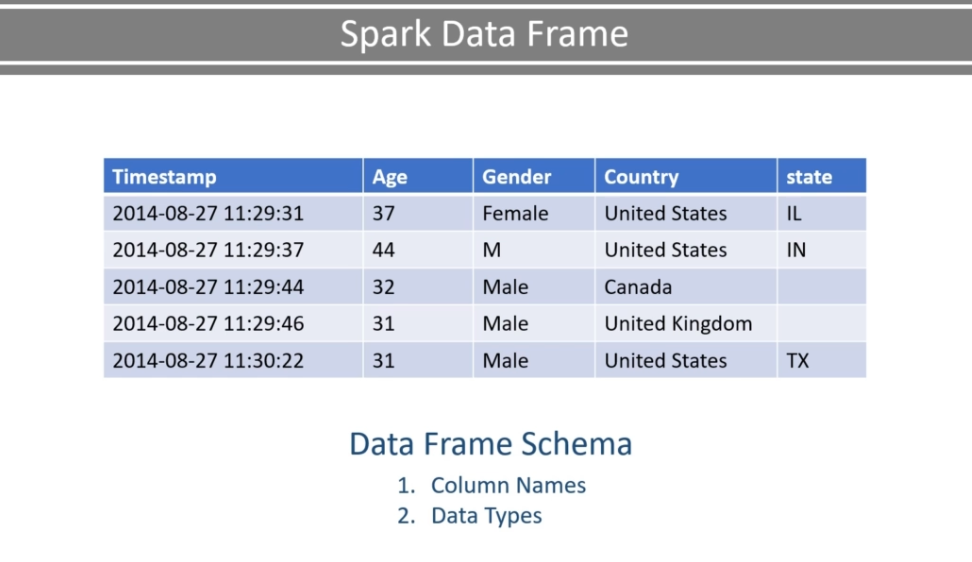 Spark Data Frame
Timestamp Age Gender Country state
2014-08-27 11:29:31 37 Female United States IL
2014-08-27 11:29:37 44 M United States IN
2014-08-27 11:29:44 32 Male Canada
2014-08-27 11:29:46 31 Male United Kingdom
2014-08-27 11:30:22 31 Male United States TX
Data Frame Schema
1. Column Names
2. Data Types